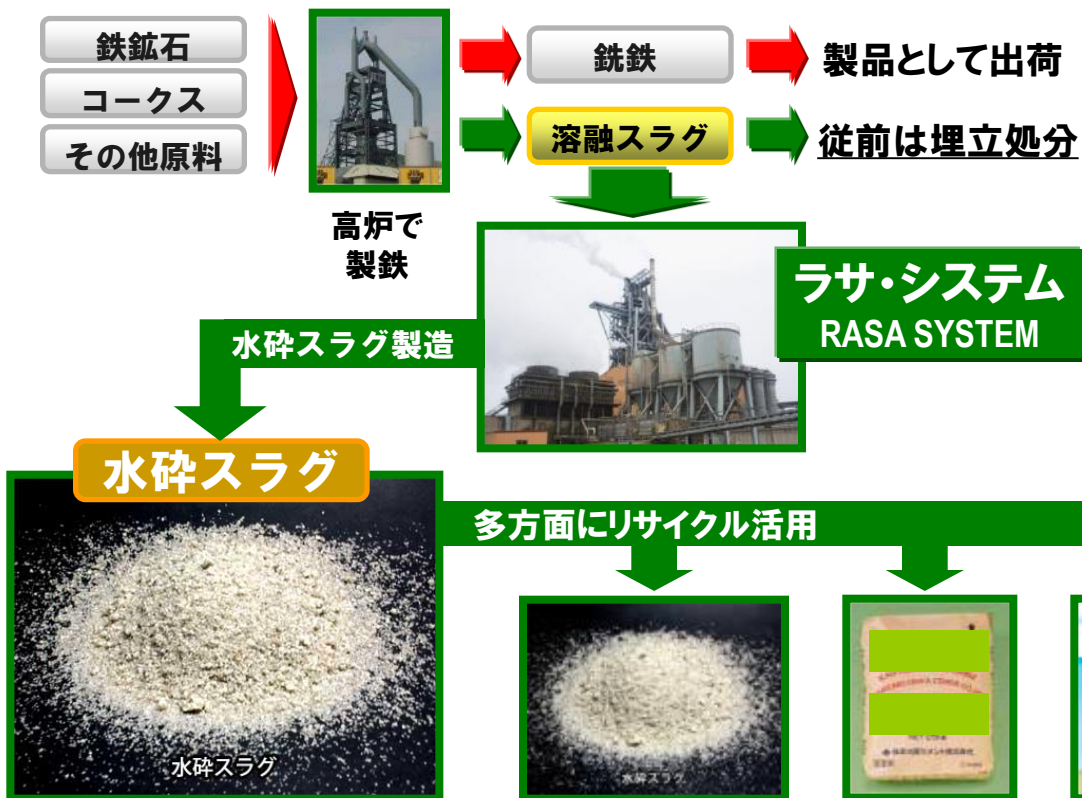 鉄鉱石
コークス
その他原料
高炉で
製鉄
銑鉄
製品として出荷
溶融スラグ
従前は埋立処分
ラサ・システム
RASA SYSTEM
水砕スラグ製造
水砕スラグ
水砕スラグ
多方面にリサイクル活用
水砕スラグ